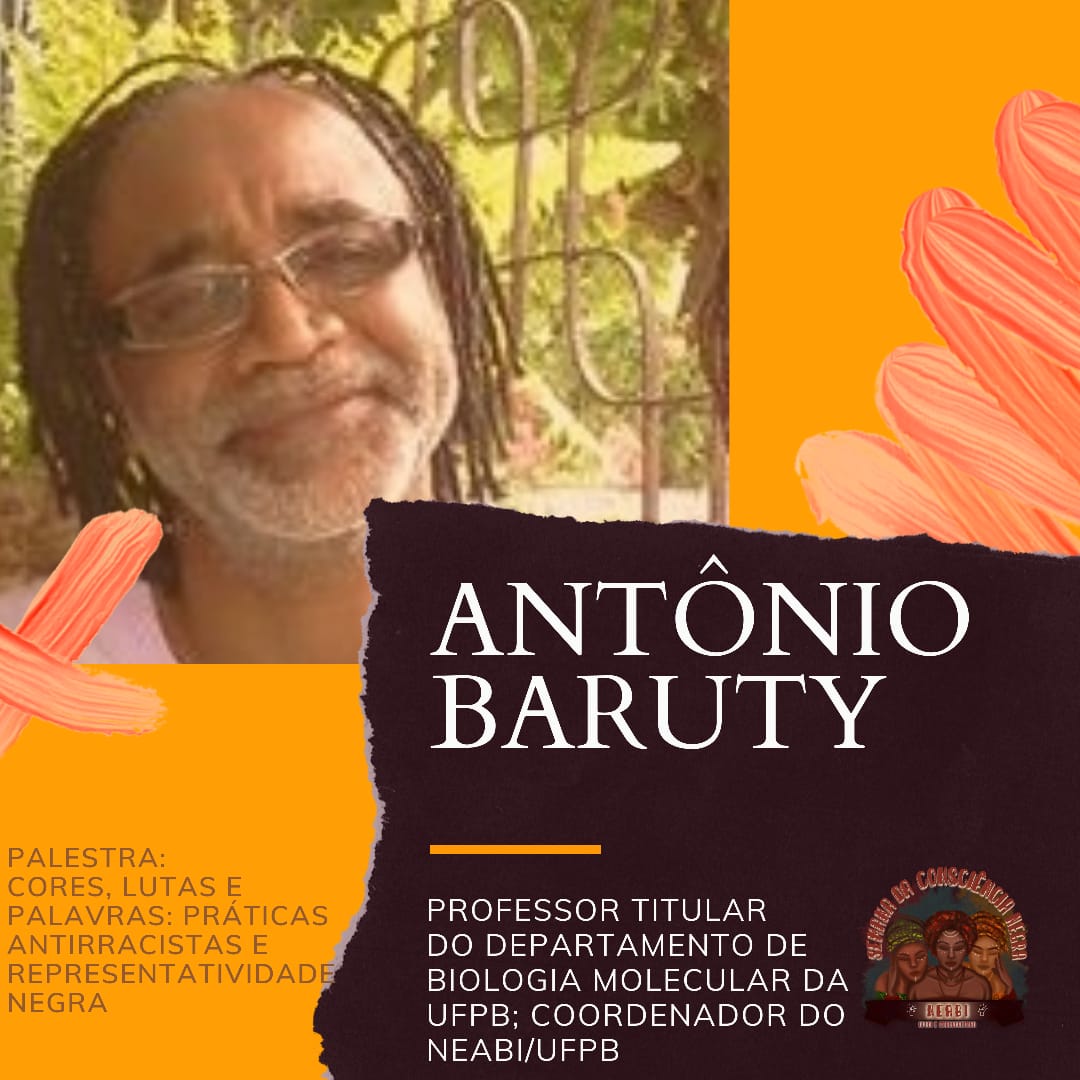 ANTÔNIO
BARUTY
PALESTRA:
CORES, LUTAS E
PALAVRAS: PRÁTICAS
ANTIRRACISTAS E
REPRESENTATIVIDADE
NEGRA
PROFESSOR TITULAR
DO DEPARTAMENTO DE
BIOLOGIA MOLECULAR DA
UFPB; COORDENADOR DO
NEABI/UFPB
SEMANA DA CONSCIÊNCIA NEGRA
NEABI